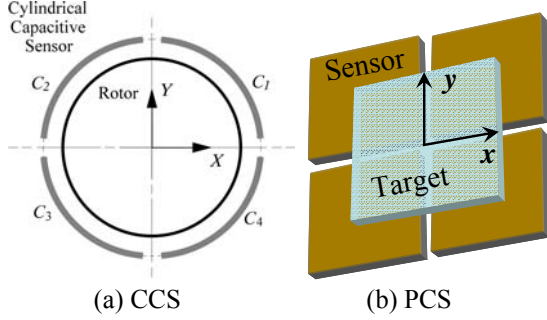 Cylindrical
Capacitive
Sensor
C₂
C₁
Rotor
Y
X
C₃
C₄
Sensor
y
x
Target
(a) CCS
(b) PCS